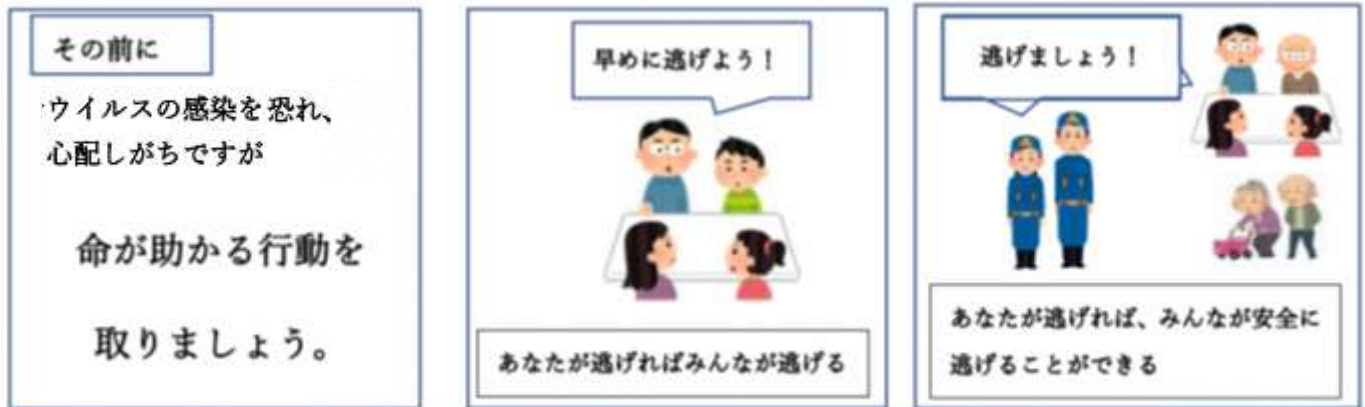 その前に
ウイルスの感染を恐れ、
心配しがちですが
命が助かる行動を
取りましょう。
早めに逃げよう！
あなたが逃げればみんなが逃げる
逃げましょう！
あなたが逃げれば、みんなが安全に
逃げることができる